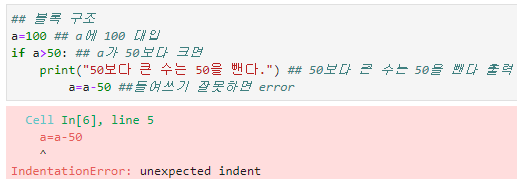 ## 블록 구조
a=100 ## a에 100 대입
if a>50: ## a가 50보다 크면
    print("50보다 큰 수는 50을 뺀다.") ## 50보다 큰 수는 50을 뺀다 출력
        a=a-50 ##들여쓰기 잘못하면 error
Cell In[6], line 5
    a=a-50
    ^
IndentationError: unexpected indent